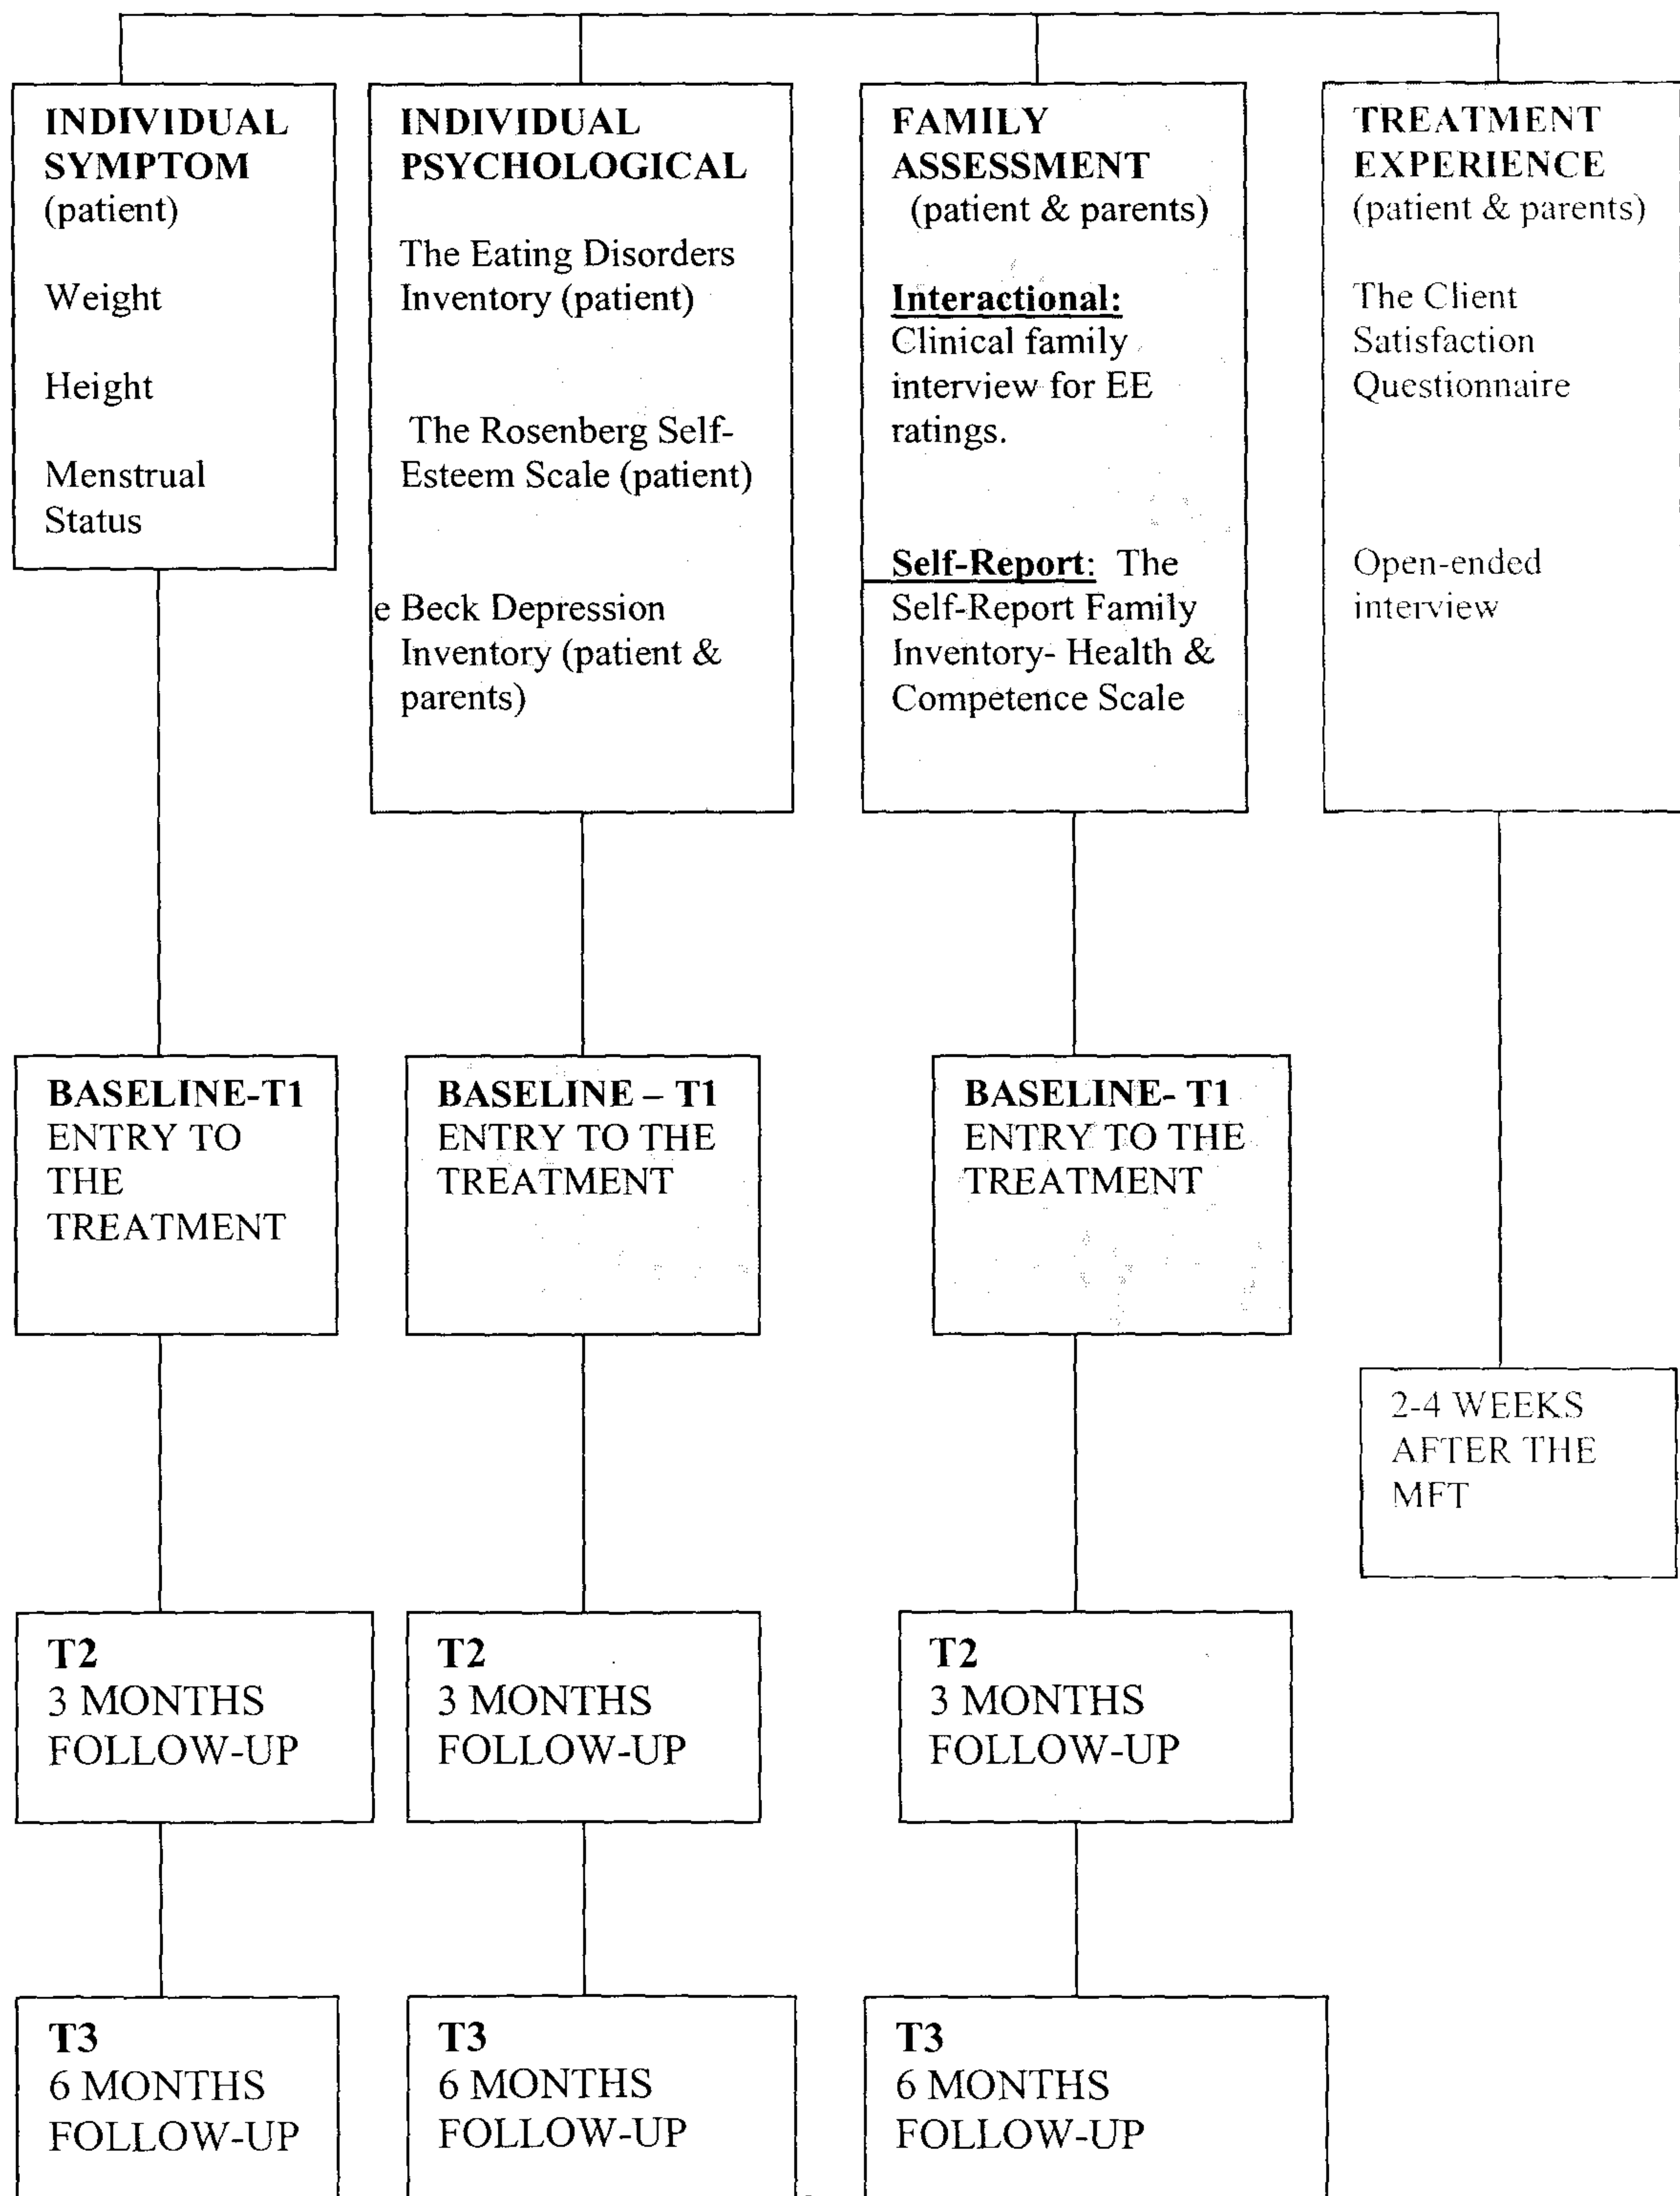 INDIVIDUAL
SYMPTOM
(patient)
Weight
Height
Menstrual
Status
INDIVIDUAL
PSYCHOLOGICAL
The Eating Disorders
Inventory (patient)
The Rosenberg Self-
Esteem Scale (patient)
e Beck Depression
Inventory (patient &
parents)
FAMILY
ASSESSMENT
(patient & parents)
Interactional:
Clinical family
interview for EE
ratings.
Self-Report: The
Self-Report Family
Inventory- Health &
Competence Scale
TREATMENT
EXPERIENCE
(patient & parents)
The Client
Satisfaction
Questionnaire
Open-ended
interview
BASELINE-T1
ENTRY TO
THE
TREATMENT
BASELINE – T1
ENTRY TO THE
TREATMENT
BASELINE- T1
ENTRY TO THE
TREATMENT
2-4 WEEKS
AFTER THE
MFT
T2
3 MONTHS
FOLLOW-UP
T2
3 MONTHS
FOLLOW-UP
T2
3 MONTHS
FOLLOW-UP
T3
6 MONTHS
FOLLOW-UP
T3
6 MONTHS
FOLLOW-UP
T3
6 MONTHS
FOLLOW-UP